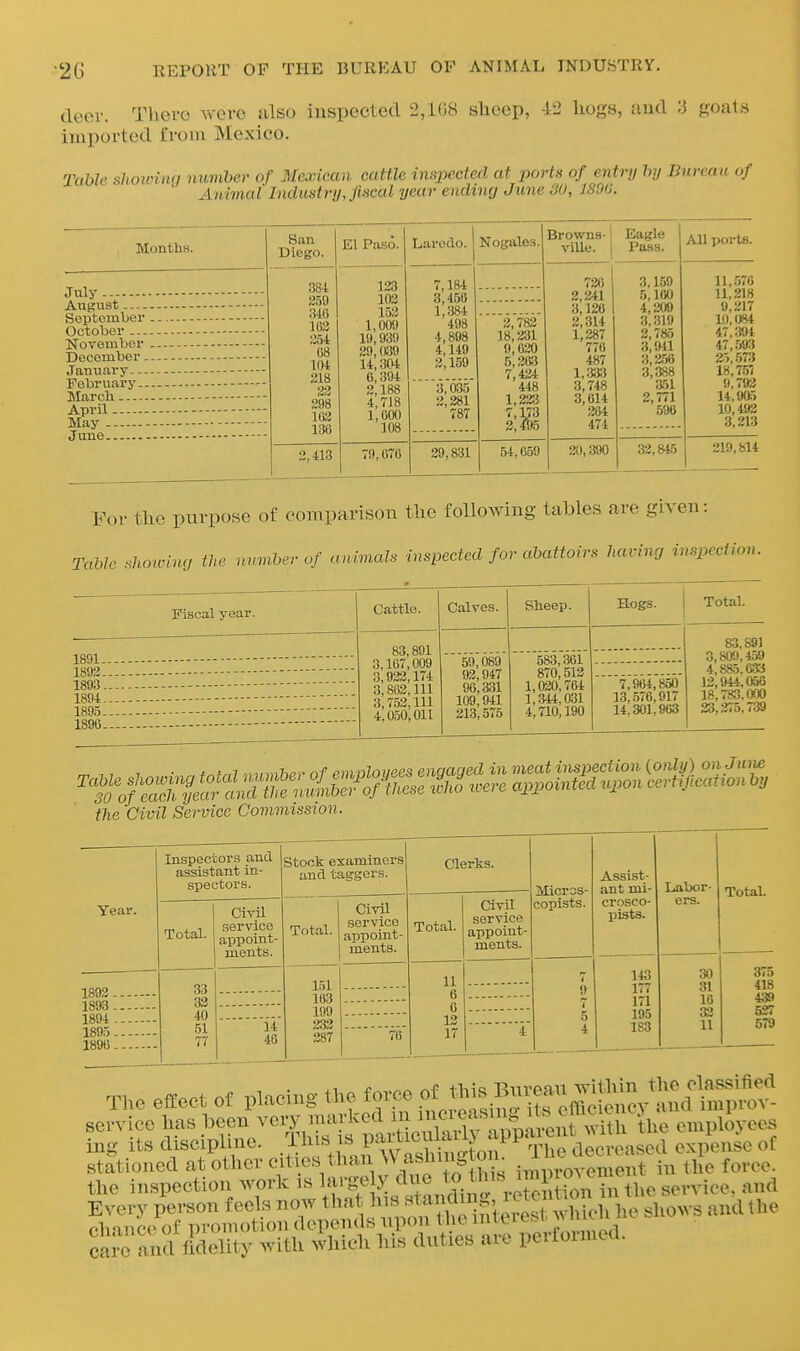 26 REPORT OF THE BUREAU OF ANIMAL INDUSTRY.
deer. There were also inspected 2,168 sheep, 42 hogs, and 3 goats
imported from Mexico.
Table showing number of Mexican cattle inspected at ports of entry by Bureau of
Animal Industry, fiscal year ending June 30, 1896.
Months. San Diego. El Paso. Laredo. Nogales. Brownsville. Eagle Pass. All ports.
July 384 123 7,184 726 3,159 11,576
August 259 102 3,456 2,241 5,160 11,218
September 346 152 1,384 3,126 4,209 9,217
October 162 1,009 498 2,782 2,314 3,319 10,084
November 254 19,939 4,898 18,231 1,287 2,785 47,394
December 68 29,039 4,149 9,620 776 3,941 47,593
January 104 14,304 2,159 5,263 487 3,256 25,573
February 218 6,394 7,424 1,333 3,388 18,757
March 22 2,188 3,035 448 3,748 351 9,792
April 298 4,718 2,281 1,223 3,614 2,771 14,905
May 162 1,600 787 7,173 264 596 10,492
June 136 108 2,495 474 3,213
2,413 79,676 29,831 54,659 20,390 32,845 219,814
For the purpose of comparison the following tables are given:
Table showing the number of animals inspected for abattoirs having inspection.
Fiscal year. Cattle. Calves. Sheep. Hogs. Total.
1891 83,891 83,891
1892 3,167,009 59,089 583,361 3,809,459
1893 3,922,174 92,947 870,512 4,885,633
1894 3,862,111 96,331 1,020,764 7,964,850 12,944,056
1895 3,752,111 109,941 1,344,031 13,576,917 18,783,000
1896 4,050,011 213,575 4,710,190 14,301,963 23,275,739
Table showing total number of employees engaged in meat inspection (only) on June
30 of each year and the number of these who were appointed upon certification by
the Civil Service Commission.
Year. Inspectors and assistant inspectors. Stock examiners and taggers. Clerks. Microscopists. Assistant microscopists. Laborers. Total.
Total. Civil service appointments. Total. Civil service appointments. Total. Civil service appointments.
1892 33 151 11 7 143 30 375
1893 32 163 6 9 177 31 418
1894 40 199 6 7 171 16 439
1895 51 14 232 12 5 195 32 527
1896 77 46 287 76 17 4 4 183 11 579
The effect of placing the force of this Bureau within the classified
service has been very marked in increasing its efficiency and improv-
ing its discipline. This is particularly apparent with the employees
stationed at other cities than Washington. The decreased expense of
the inspection work is largely due to this improvement in the force.
Every person feels now that his standing, retention in the service, and
chance of promotion depends upon the interest which he shows and the
care and fidelity with which his duties are performed.